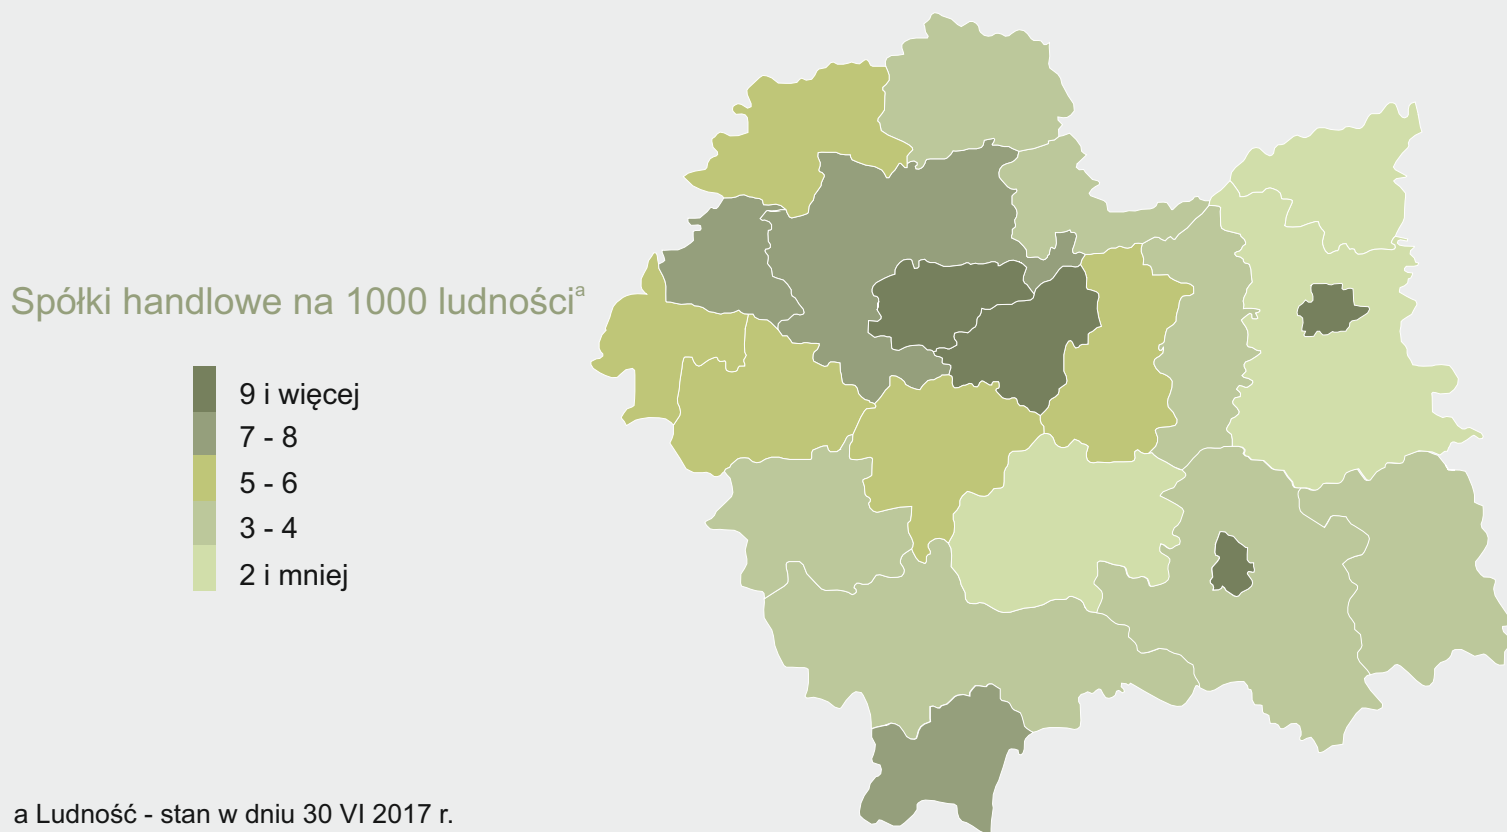 Spółki handlowe na 1000 ludnościa
9 i więcej
7 - 8
5 - 6
3 - 4
2 i mniej
a Ludność - stan w dniu 30 VI 2017 r.